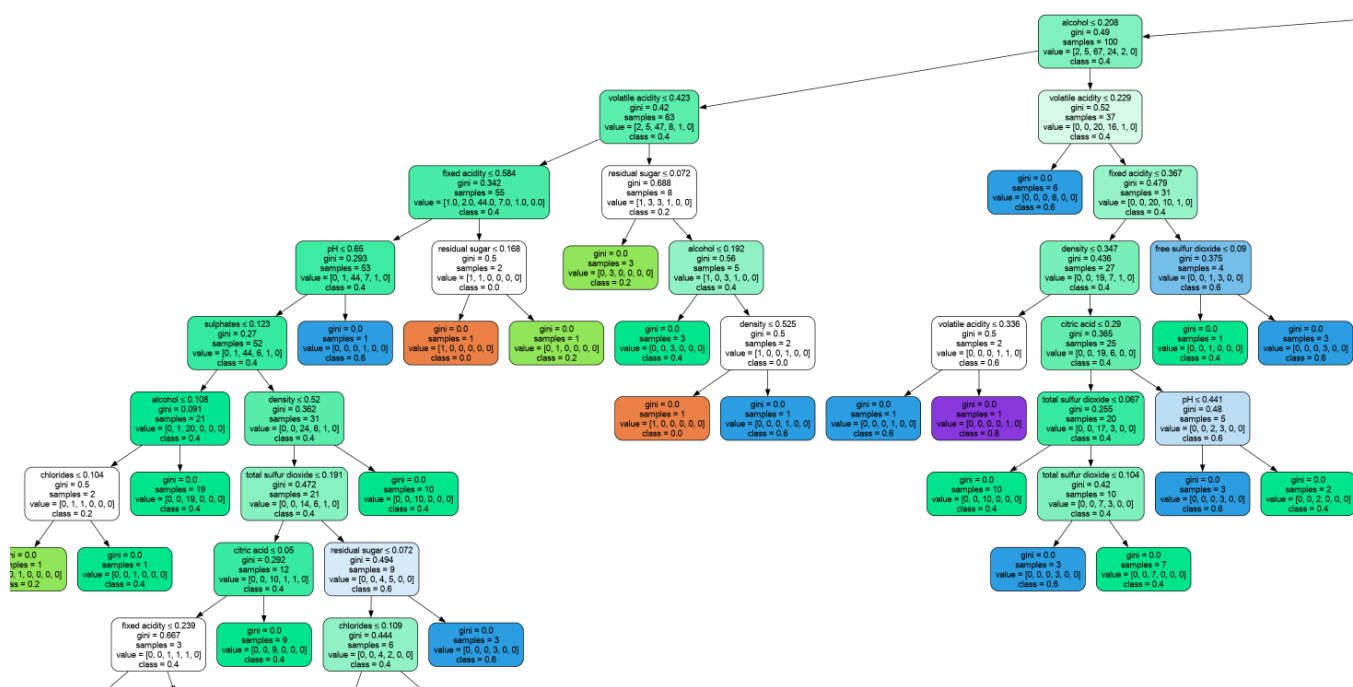 alcohol ≤ 0.208
gini = 0.49
samples = 100
value = [2, 5, 67, 24, 2, 0]
class = 0.4
volatile acidity ≤ 0.423
gini = 0.42
samples = 63
value = [2, 5, 47, 8, 1, 0]
class = 0.4
volatile acidity ≤ 0.229
gini = 0.52
samples = 37
value = [0, 0, 20, 16, 1, 0]
class = 0.4
fixed acidity ≤ 0.584
gini = 0.342
samples = 55
value = [1.0, 2.0, 44.0, 7.0, 1.0, 0.0]
class = 0.4
residual sugar ≤ 0.072
gini = 0.688
samples = 8
value = [1, 3, 3, 1, 0, 0]
class = 0.2
gini = 0.0
samples = 6
value = [0, 0, 0, 6, 0, 0]
class = 0.6
fixed acidity ≤ 0.367
gini = 0.479
samples = 31
value = [0, 0, 20, 10, 1, 0]
class = 0.4
pH ≤ 0.65
gini = 0.293
samples = 53
value = [0, 1, 44, 7, 1, 0]
class = 0.4
residual sugar ≤ 0.168
gini = 0.5
samples = 2
value = [1, 1, 0, 0, 0, 0]
class = 0.0
gini = 0.0
samples = 3
value = [0, 3, 0, 0, 0, 0]
class = 0.2
alcohol ≤ 0.192
gini = 0.56
samples = 5
value = [1, 0, 3, 1, 0, 0]
class = 0.4
density ≤ 0.347
gini = 0.436
samples = 27
value = [0, 0, 19, 7, 1, 0]
class = 0.4
free sulfur dioxide ≤ 0.09
gini = 0.375
samples = 4
value = [0, 0, 1, 3, 0, 0]
class = 0.6
sulphates ≤ 0.123
gini = 0.27
samples = 52
value = [0, 1, 44, 6, 1, 0]
class = 0.4
gini = 0.0
samples = 1
value = [0, 0, 0, 1, 0, 0]
class = 0.6
gini = 0.0
samples = 1
value = [1, 0, 0, 0, 0, 0]
class = 0.0
gini = 0.0
samples = 1
value = [0, 1, 0, 0, 0, 0]
class = 0.2
gini = 0.0
samples = 3
value = [0, 0, 3, 0, 0, 0]
class = 0.4
density ≤ 0.525
gini = 0.5
samples = 2
value = [1, 0, 0, 1, 0, 0]
class = 0.0
volatile acidity ≤ 0.336
gini = 0.5
samples = 2
value = [0, 0, 0, 1, 1, 0]
class = 0.6
citric acid ≤ 0.29
gini = 0.365
samples = 25
value = [0, 0, 19, 6, 0, 0]
class = 0.4
gini = 0.0
samples = 1
value = [0, 0, 1, 0, 0, 0]
class = 0.4
gini = 0.0
samples = 3
value = [0, 0, 0, 3, 0, 0]
class = 0.6
alcohol ≤ 0.108
gini = 0.091
samples = 21
value = [0, 1, 20, 0, 0, 0]
class = 0.4
density ≤ 0.52
gini = 0.362
samples = 31
value = [0, 0, 24, 6, 1, 0]
class = 0.4
gini = 0.0
samples = 1
value = [1, 0, 0, 0, 0, 0]
class = 0.0
gini = 0.0
samples = 1
value = [0, 0, 0, 1, 0, 0]
class = 0.6
gini = 0.0
samples = 1
value = [0, 0, 0, 1, 0, 0]
class = 0.6
gini = 0.0
samples = 1
value = [0, 0, 0, 0, 1, 0]
class = 0.8
total sulfur dioxide ≤ 0.067
gini = 0.255
samples = 20
value = [0, 0, 17, 3, 0, 0]
class = 0.4
pH ≤ 0.441
gini = 0.48
samples = 5
value = [0, 0, 2, 3, 0, 0]
class = 0.6
chlorides ≤ 0.104
gini = 0.5
samples = 2
value = [0, 1, 1, 0, 0, 0]
class = 0.2
gini = 0.0
samples = 19
value = [0, 0, 19, 0, 0, 0]
class = 0.4
total sulfur dioxide ≤ 0.191
gini = 0.472
samples = 21
value = [0, 0, 14, 6, 1, 0]
class = 0.4
gini = 0.0
samples = 10
value = [0, 0, 10, 0, 0, 0]
class = 0.4
gini = 0.0
samples = 10
value = [0, 0, 10, 0, 0, 0]
class = 0.4
total sulfur dioxide ≤ 0.104
gini = 0.42
samples = 10
value = [0, 0, 7, 3, 0, 0]
class = 0.4
gini = 0.0
samples = 3
value = [0, 0, 0, 3, 0, 0]
class = 0.6
gini = 0.0
samples = 2
value = [0, 0, 2, 0, 0, 0]
class = 0.4
ni = 0.0
ples = 1
1, 0, 0, 0, 0]
ss = 0.2
gini = 0.0
samples = 1
value = [0, 0, 1, 0, 0, 0]
class = 0.4
citric acid ≤ 0.05
gini = 0.292
samples = 12
value = [0, 0, 10, 1, 1, 0]
class = 0.4
residual sugar ≤ 0.072
gini = 0.494
samples = 9
value = [0, 0, 4, 5, 0, 0]
class = 0.6
gini = 0.0
samples = 3
value = [0, 0, 0, 3, 0, 0]
class = 0.6
gini = 0.0
samples = 7
value = [0, 0, 7, 0, 0, 0]
class = 0.4
fixed acidity ≤ 0.239
gini = 0.667
samples = 3
value = [0, 0, 1, 1, 1, 0]
class = 0.4
gini = 0.0
samples = 9
value = [0, 0, 9, 0, 0, 0]
class = 0.4
chlorides ≤ 0.109
gini = 0.444
samples = 6
value = [0, 0, 4, 2, 0, 0]
class = 0.4
gini = 0.0
samples = 3
value = [0, 0, 0, 3, 0, 0]
class = 0.6